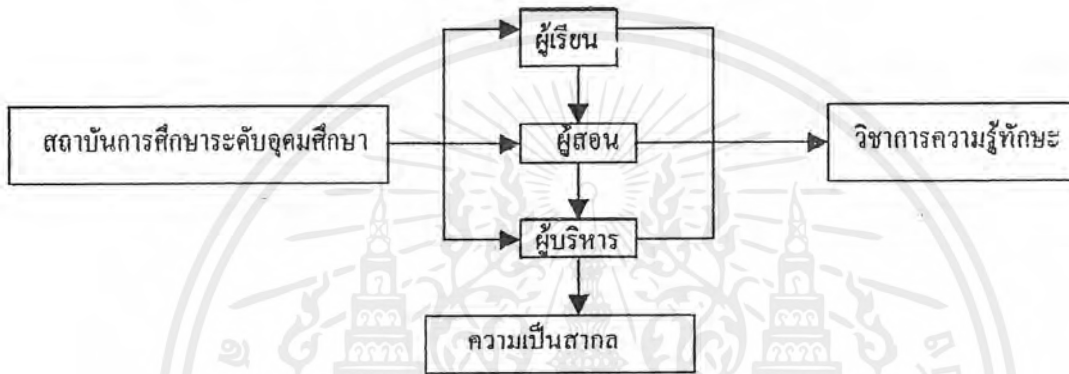 ผู้เรียน
สถาบันการศึกษาระดับอุดมศึกษา
ผู้สอน
วิชาการความรู้ทักษะ
ผู้บริหาร
ความเป็นสากล